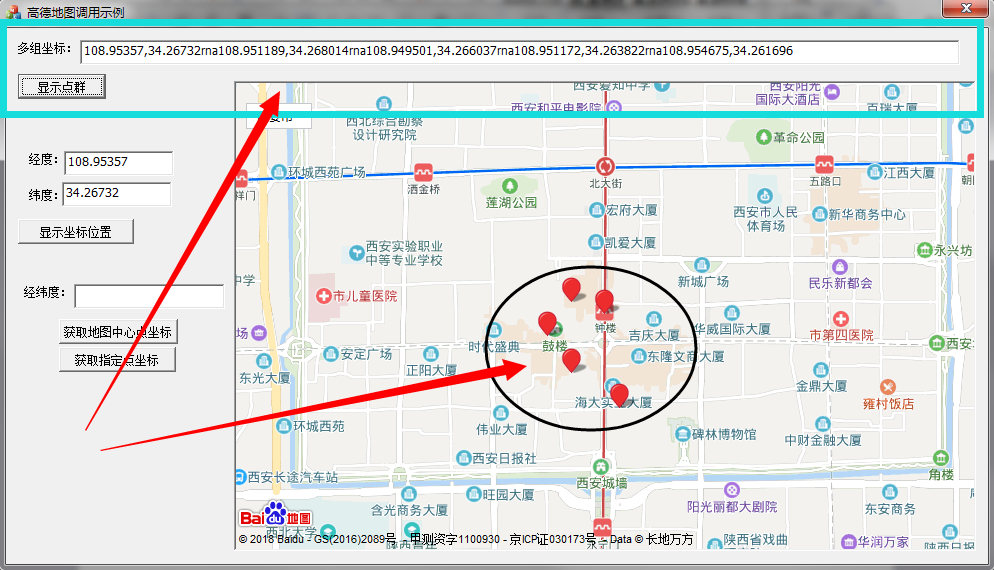 高德地图调用示例
多组坐标：
108.95357,34.26732rna108.951189,34.268014rna108.949501,34.266037rna108.951172,34.263822rna108.954675,34.261696
显示点群
西安爱知中学
西安阳光
国际大酒店
西安和平电影院
百瑞大厦
西北综合勘察
设计研究院
革命公园
经度：
108.95357
环城西苑广场
洒金桥
北大街
五路口
江西大厦
纬度：
34.26732
莲湖公园
宏府大厦
西安市人民
体育场
新华商务中心
显示坐标位置
西安实验职业
中等专业学校
凯爱大厦
永兴坊
新城广场
民乐新都会
中学
经纬度：
市儿童医院
获取地图中心点坐标
钟楼
吉庆大厦
华威国际大厦
市第四医院
时代盛典
鼓楼
获取指定点坐标
安定广场
正阳大厦
东隆文商大厦
东光大厦
金鼎大厦
雍村饭店
海大实业大厦
环城西苑
伟业大厦
碑林博物馆
中财金融大厦
西安日报社
角楼
西安长途汽车站
西安城墙
旺园大厦
含光商务大厦
阳光丽都大剧院
东安商务
Bai du 地图
西北大学
© 2018 Baidu - GS(2016)2089号 - 甲测资字1100930 - 京ICP证030173号 - Data © 长地万方
陕西省戏曲
华润万家
西安日报